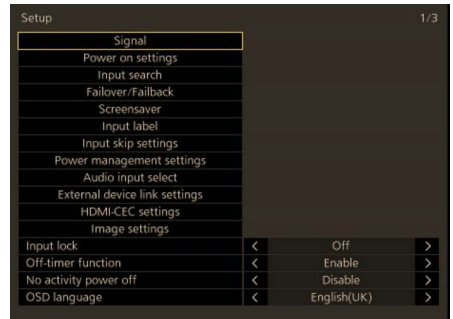 Setup 1/3
Signal
Power on settings
Input search
Failover/Failback
Screensaver
Input label
Input skip settings
Power management settings
Audio input select
External device link settings
HDMI-CEC settings
Image settings
Input lock < Off >
Off-timer function < Enable >
No activity power off < Disable >
OSD language < English(UK) >